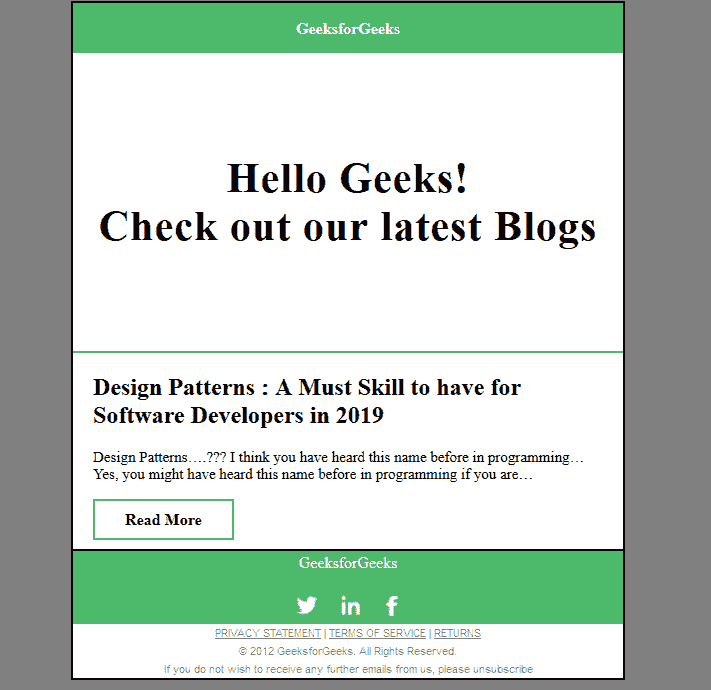 GeeksforGeeks
Hello Geeks!
Check out our latest Blogs
Design Patterns : A Must Skill to have for
Software Developers in 2019
Design Patterns….??? I think you have heard this name before in programming…
Yes, you might have heard this name before in programming if you are…
Read More
GeeksforGeeks
PRIVACY STATEMENT | TERMS OF SERVICE | RETURNS
© 2012 GeeksforGeeks. All Rights Reserved.
If you do not wish to receive any further emails from us, please unsubscribe